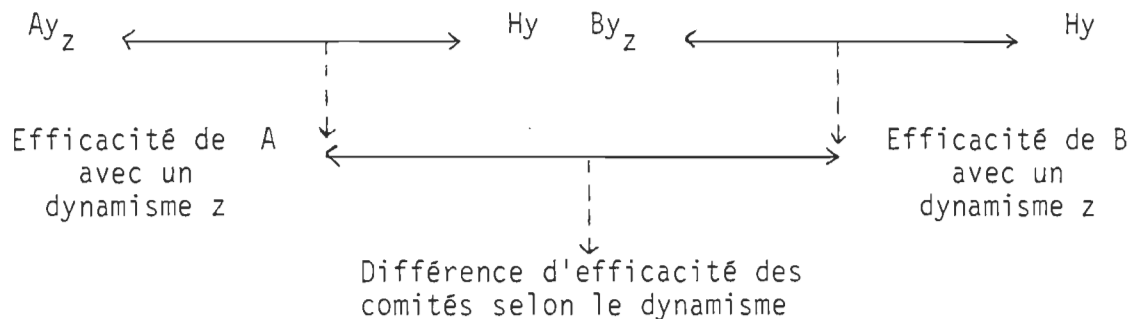 Ay_z Hy By_z Hy
Efficacité de A
avec un
dynamisme z
Efficacité de B
avec un
dynamisme z
Différence d'efficacité des
comités selon le dynamisme